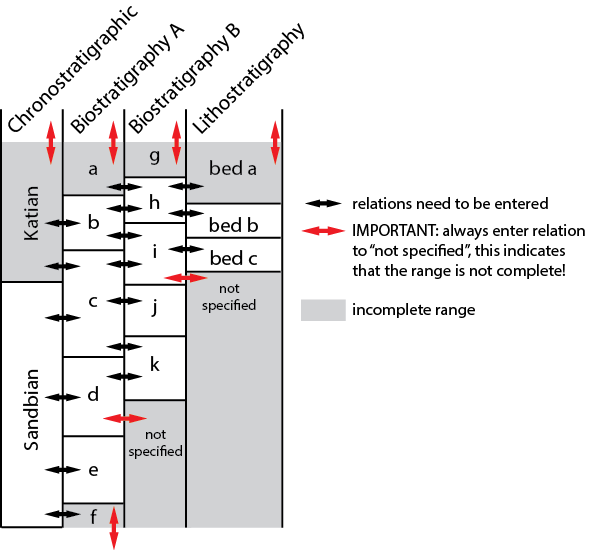 Chronostratigraphic
Biostratigraphy A
Biostratigraphy B
Lithostratigraphy
Katian
Sandbian
a
b
c
d
e
f
g
h
i
j
k
not
specified
bed a
bed b
bed c
not
specified
relations need to be entered
IMPORTANT: always enter relation
to “not specified”, this indicates
that the range is not complete!
incomplete range